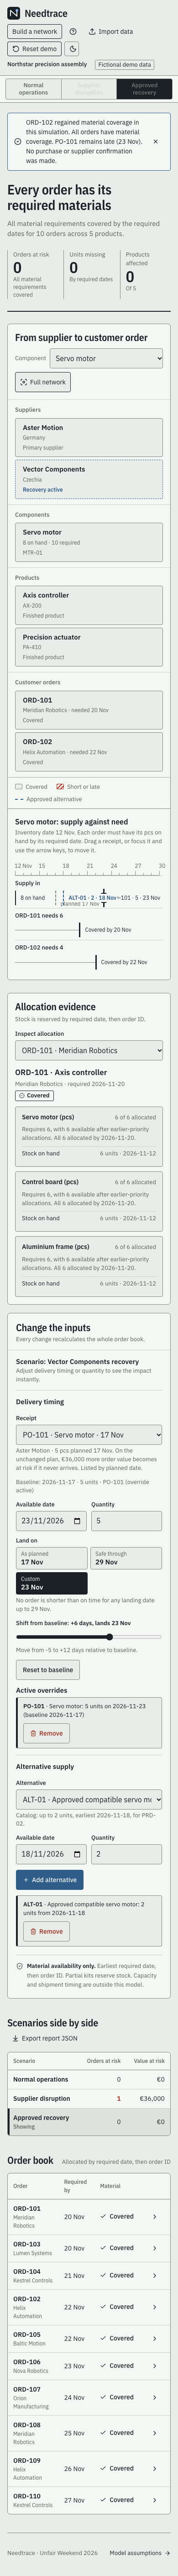 Needtrace
Build a network
Import data
Reset demo
Northstar precision assembly
Fictional demo data
Normal operations
Supplier disruption
Approved recovery
ORD-102 regained material coverage in
this simulation. All orders have material
coverage. PO-101 remains late (23 Nov).
No purchase or supplier confirmation
was made.
Every order has its
required materials
All material requirements covered by the required
dates for 10 orders across 5 products.
Orders at risk
0
All material
requirements
covered
Units missing
0
By required dates
Products
affected
0
Of 5
From supplier to customer order
Component
Servo motor
Full network
Suppliers
Aster Motion
Germany
Primary supplier
Vector Components
Czechia
Recovery active
Components
Servo motor
8 on hand · 10 required
MTR-01
Products
Axis controller
AX-200
Finished product
Precision actuator
PA-410
Finished product
Customer orders
ORD-101
Meridian Robotics · needed 20 Nov
Covered
ORD-102
Helix Automation · needed 22 Nov
Covered
Covered
Short or late
Approved alternative
Servo motor: supply against need
Inventory date 12 Nov. Each order must have its pcs on
hand by its required date. Drag a receipt, or focus it and
use the arrow keys, to move it.
12 Nov 15 18 21 24 27 30
Supply in
8 on hand
ALT-01 · 2 · 18 Nov
101 · 5 · 23 Nov
planned 17 Nov
ORD-101 needs 6
Covered by 20 Nov
ORD-102 needs 4
Covered by 22 Nov
Allocation evidence
Stock is reserved by required date, then order ID.
Inspect allocation
ORD-101 · Meridian Robotics
ORD-101 · Axis controller
Meridian Robotics · required 2026-11-20
Covered
Servo motor (pcs) 6 of 6 allocated
Requires 6, with 6 available after earlier-priority
allocations. All 6 allocated by 2026-11-20.
Stock on hand 6 units · 2026-11-12
Control board (pcs) 6 of 6 allocated
Requires 6, with 6 available after earlier-priority
allocations. All 6 allocated by 2026-11-20.
Stock on hand 6 units · 2026-11-12
Aluminium frame (pcs) 6 of 6 allocated
Requires 6, with 6 available after earlier-priority
allocations. All 6 allocated by 2026-11-20.
Stock on hand 6 units · 2026-11-12
Change the inputs
Every change recalculates the whole order book.
Scenario: Vector Components recovery
Adjust delivery timing or quantity to see the impact
instantly.
Delivery timing
Receipt
PO-101 · Servo motor · 17 Nov
Aster Motion · 5 pcs planned 17 Nov. On the
unchanged plan, €36,000 more order value becomes
at risk if it never arrives. Listed by planned date.
Baseline: 2026-11-17 · 5 units · PO-101 (override
active)
Available date
23/11/2026
Quantity
5
Land on
As planned
17 Nov
Safe through
29 Nov
Custom
23 Nov
No order is shorter than on time for any landing date
up to 29 Nov.
Shift from baseline: +6 days, lands 23 Nov
Move from -5 to +12 days relative to baseline.
Reset to baseline
Active overrides
PO-101 · Servo motor: 5 units on 2026-11-23
(baseline 2026-11-17)
Remove
Alternative supply
Alternative
ALT-01 · Approved compatible servo mo
Catalog: up to 2 units, earliest 2026-11-18, for PRD-
02.
Available date
18/11/2026
Quantity
2
Add alternative
ALT-01 · Approved compatible servo motor: 2
units from 2026-11-18
Remove
Material availability only. Earliest required date,
then order ID. Partial kits reserve stock. Capacity
and shipping timing are outside this model.
Scenarios side by side
Export report JSON
Scenario Orders at risk Value at risk
Normal operations 0 €0
Supplier disruption 1 €36,000
Approved recovery
Showing
0 €0
Order book
Allocated by required date, then order ID
Order Required by Material
ORD-101 Meridian Robotics 20 Nov Covered
ORD-103 Lumen Systems 20 Nov Covered
ORD-104 Kestrel Controls 21 Nov Covered
ORD-102 Helix Automation 22 Nov Covered
ORD-105 Baltic Motion 22 Nov Covered
ORD-106 Nova Robotics 23 Nov Covered
ORD-107 Orion Manufacturing 24 Nov Covered
ORD-108 Meridian Robotics 25 Nov Covered
ORD-109 Helix Automation 26 Nov Covered
ORD-110 Kestrel Controls 27 Nov Covered
Needtrace · Unfair Weekend 2026
Model assumptions